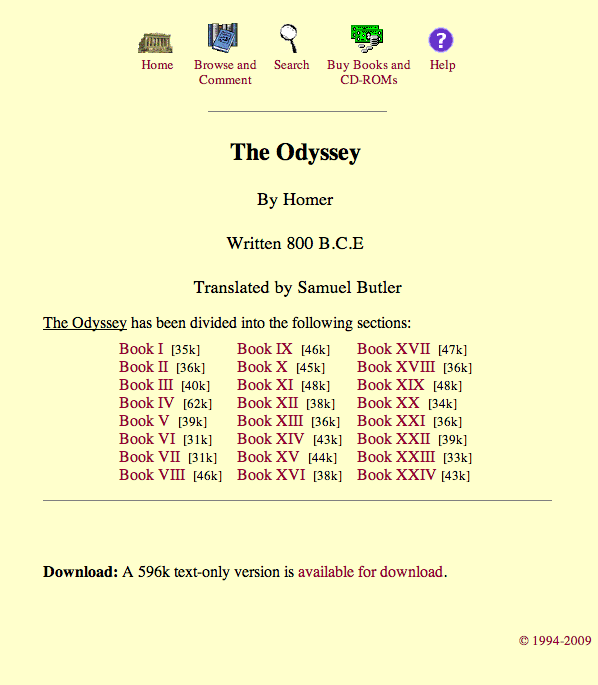 Home
Browse and Comment
Search
Buy Books and CD-ROMs
Help
The Odyssey
By Homer
Written 800 B.C.E
Translated by Samuel Butler
The Odyssey has been divided into the following sections:
Book I [35k] Book IX [46k] Book XVII [47k]
Book II [36k] Book X [45k] Book XVIII [36k]
Book III [40k] Book XI [48k] Book XIX [48k]
Book IV [62k] Book XII [38k] Book XX [34k]
Book V [39k] Book XIII [36k] Book XXI [36k]
Book VI [31k] Book XIV [43k] Book XXII [39k]
Book VII [31k] Book XV [44k] Book XXIII [33k]
Book VIII [46k] Book XVI [38k] Book XXIV [43k]
Download: A 596k text-only version is available for download.
© 1994-2009